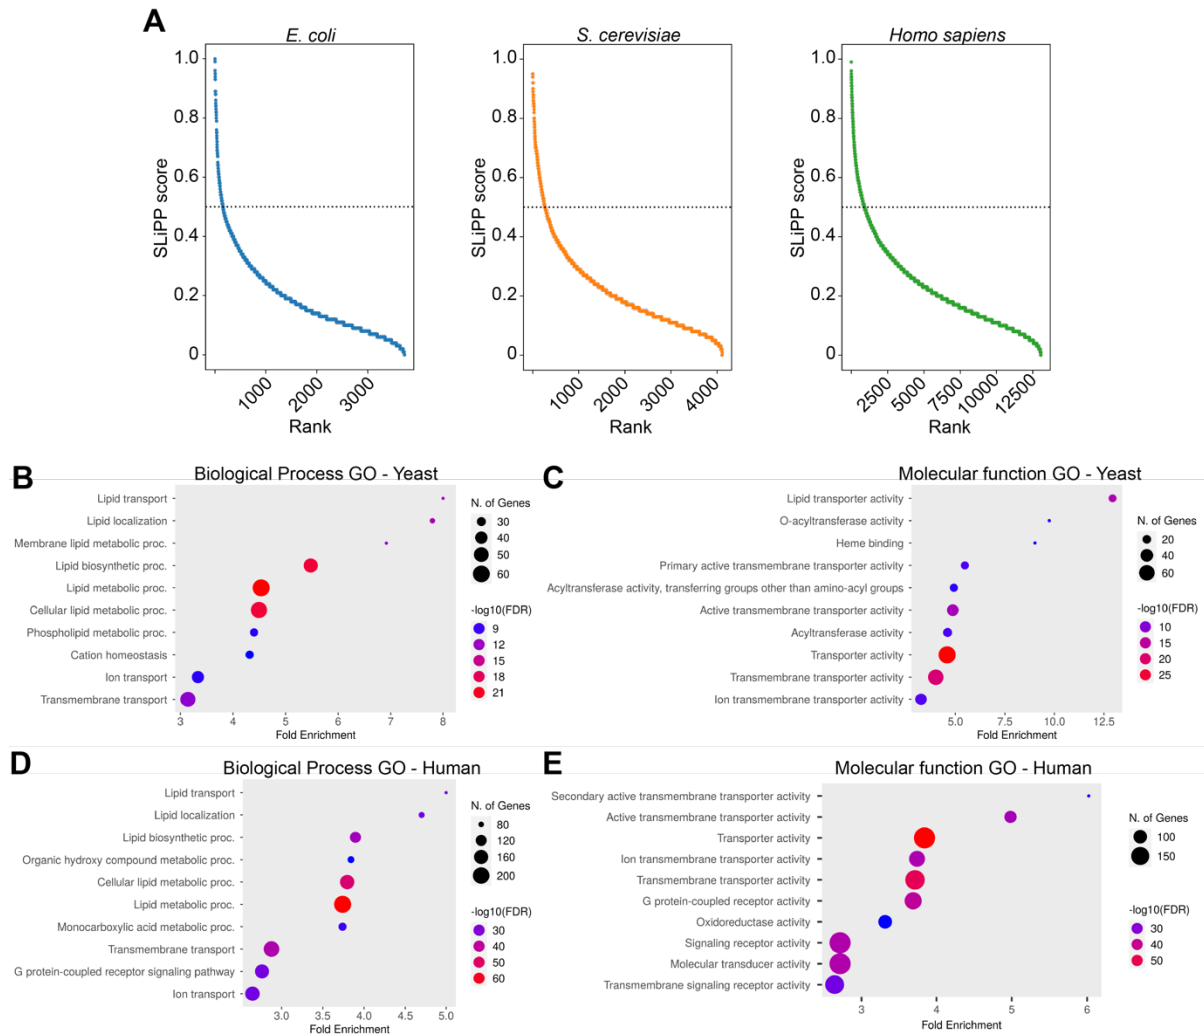 A
E. coli
S. cerevisiae
Homo sapiens
SLiPP score
1.0
0.8
0.6
0.4
0.2
0
1000
2000
3000
Rank
SLiPP score
1.0
0.8
0.6
0.4
0.2
0
1000
2000
3000
4000
Rank
SLiPP score
1.0
0.8
0.6
0.4
0.2
0
2500
5000
7500
10000
12500
Rank
B
Biological Process GO - Yeast
Lipid transport
Lipid localization
Membrane lipid metabolic proc.
Lipid biosynthetic proc.
Lipid metabolic proc.
Cellular lipid metabolic proc.
Phospholipid metabolic proc.
Cation homeostasis
Ion transport
Transmembrane transport
3 4 5 6 7 8
Fold Enrichment
N. of Genes
30
40
50
60
-log10(FDR)
9
12
15
18
21
C
Molecular function GO - Yeast
Lipid transporter activity
O-acyltransferase activity
Heme binding
Primary active transmembrane transporter activity
Acyltransferase activity, transferring groups other than amino-acyl groups
Active transmembrane transporter activity
Acyltransferase activity
Transporter activity
Transmembrane transporter activity
Ion transmembrane transporter activity
5.0 7.5 10.0 12.5
Fold Enrichment
N. of Genes
20
40
60
-log10(FDR)
10
15
20
25
D
Biological Process GO - Human
Lipid transport
Lipid localization
Lipid biosynthetic proc.
Organic hydroxy compound metabolic proc.
Cellular lipid metabolic proc.
Lipid metabolic proc.
Monocarboxylic acid metabolic proc.
Transmembrane transport
G protein-coupled receptor signaling pathway
Ion transport
3.0 3.5 4.0 4.5 5.0
Fold Enrichment
N. of Genes
80
120
160
200
-log10(FDR)
30
40
50
60
E
Molecular function GO - Human
Secondary active transmembrane transporter activity
Active transmembrane transporter activity
Transporter activity
Ion transmembrane transporter activity
Transmembrane transporter activity
G protein-coupled receptor activity
Oxidoreductase activity
Signaling receptor activity
Molecular transducer activity
Transmembrane signaling receptor activity
3 4 5 6
Fold Enrichment
N. of Genes
100
150
-log10(FDR)
30
40
50